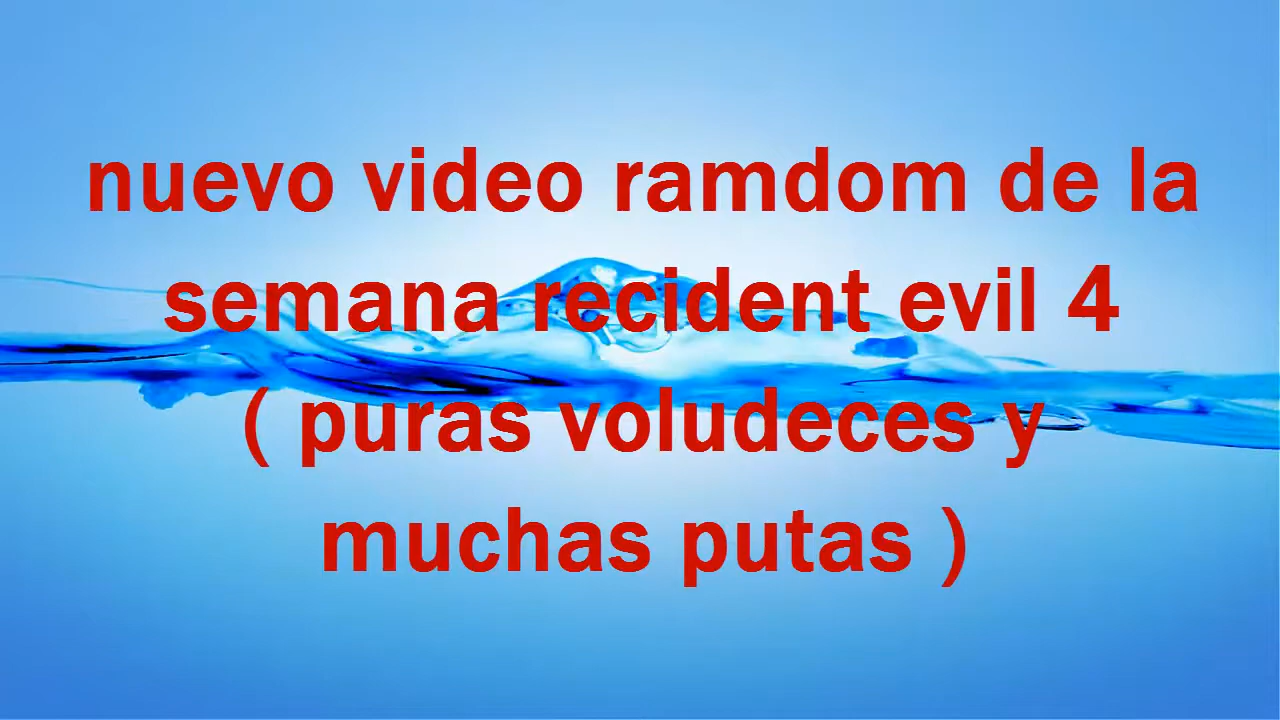 nuevo video ramdom de la
semana recident evil 4
( puras voludeces y
muchas putas )